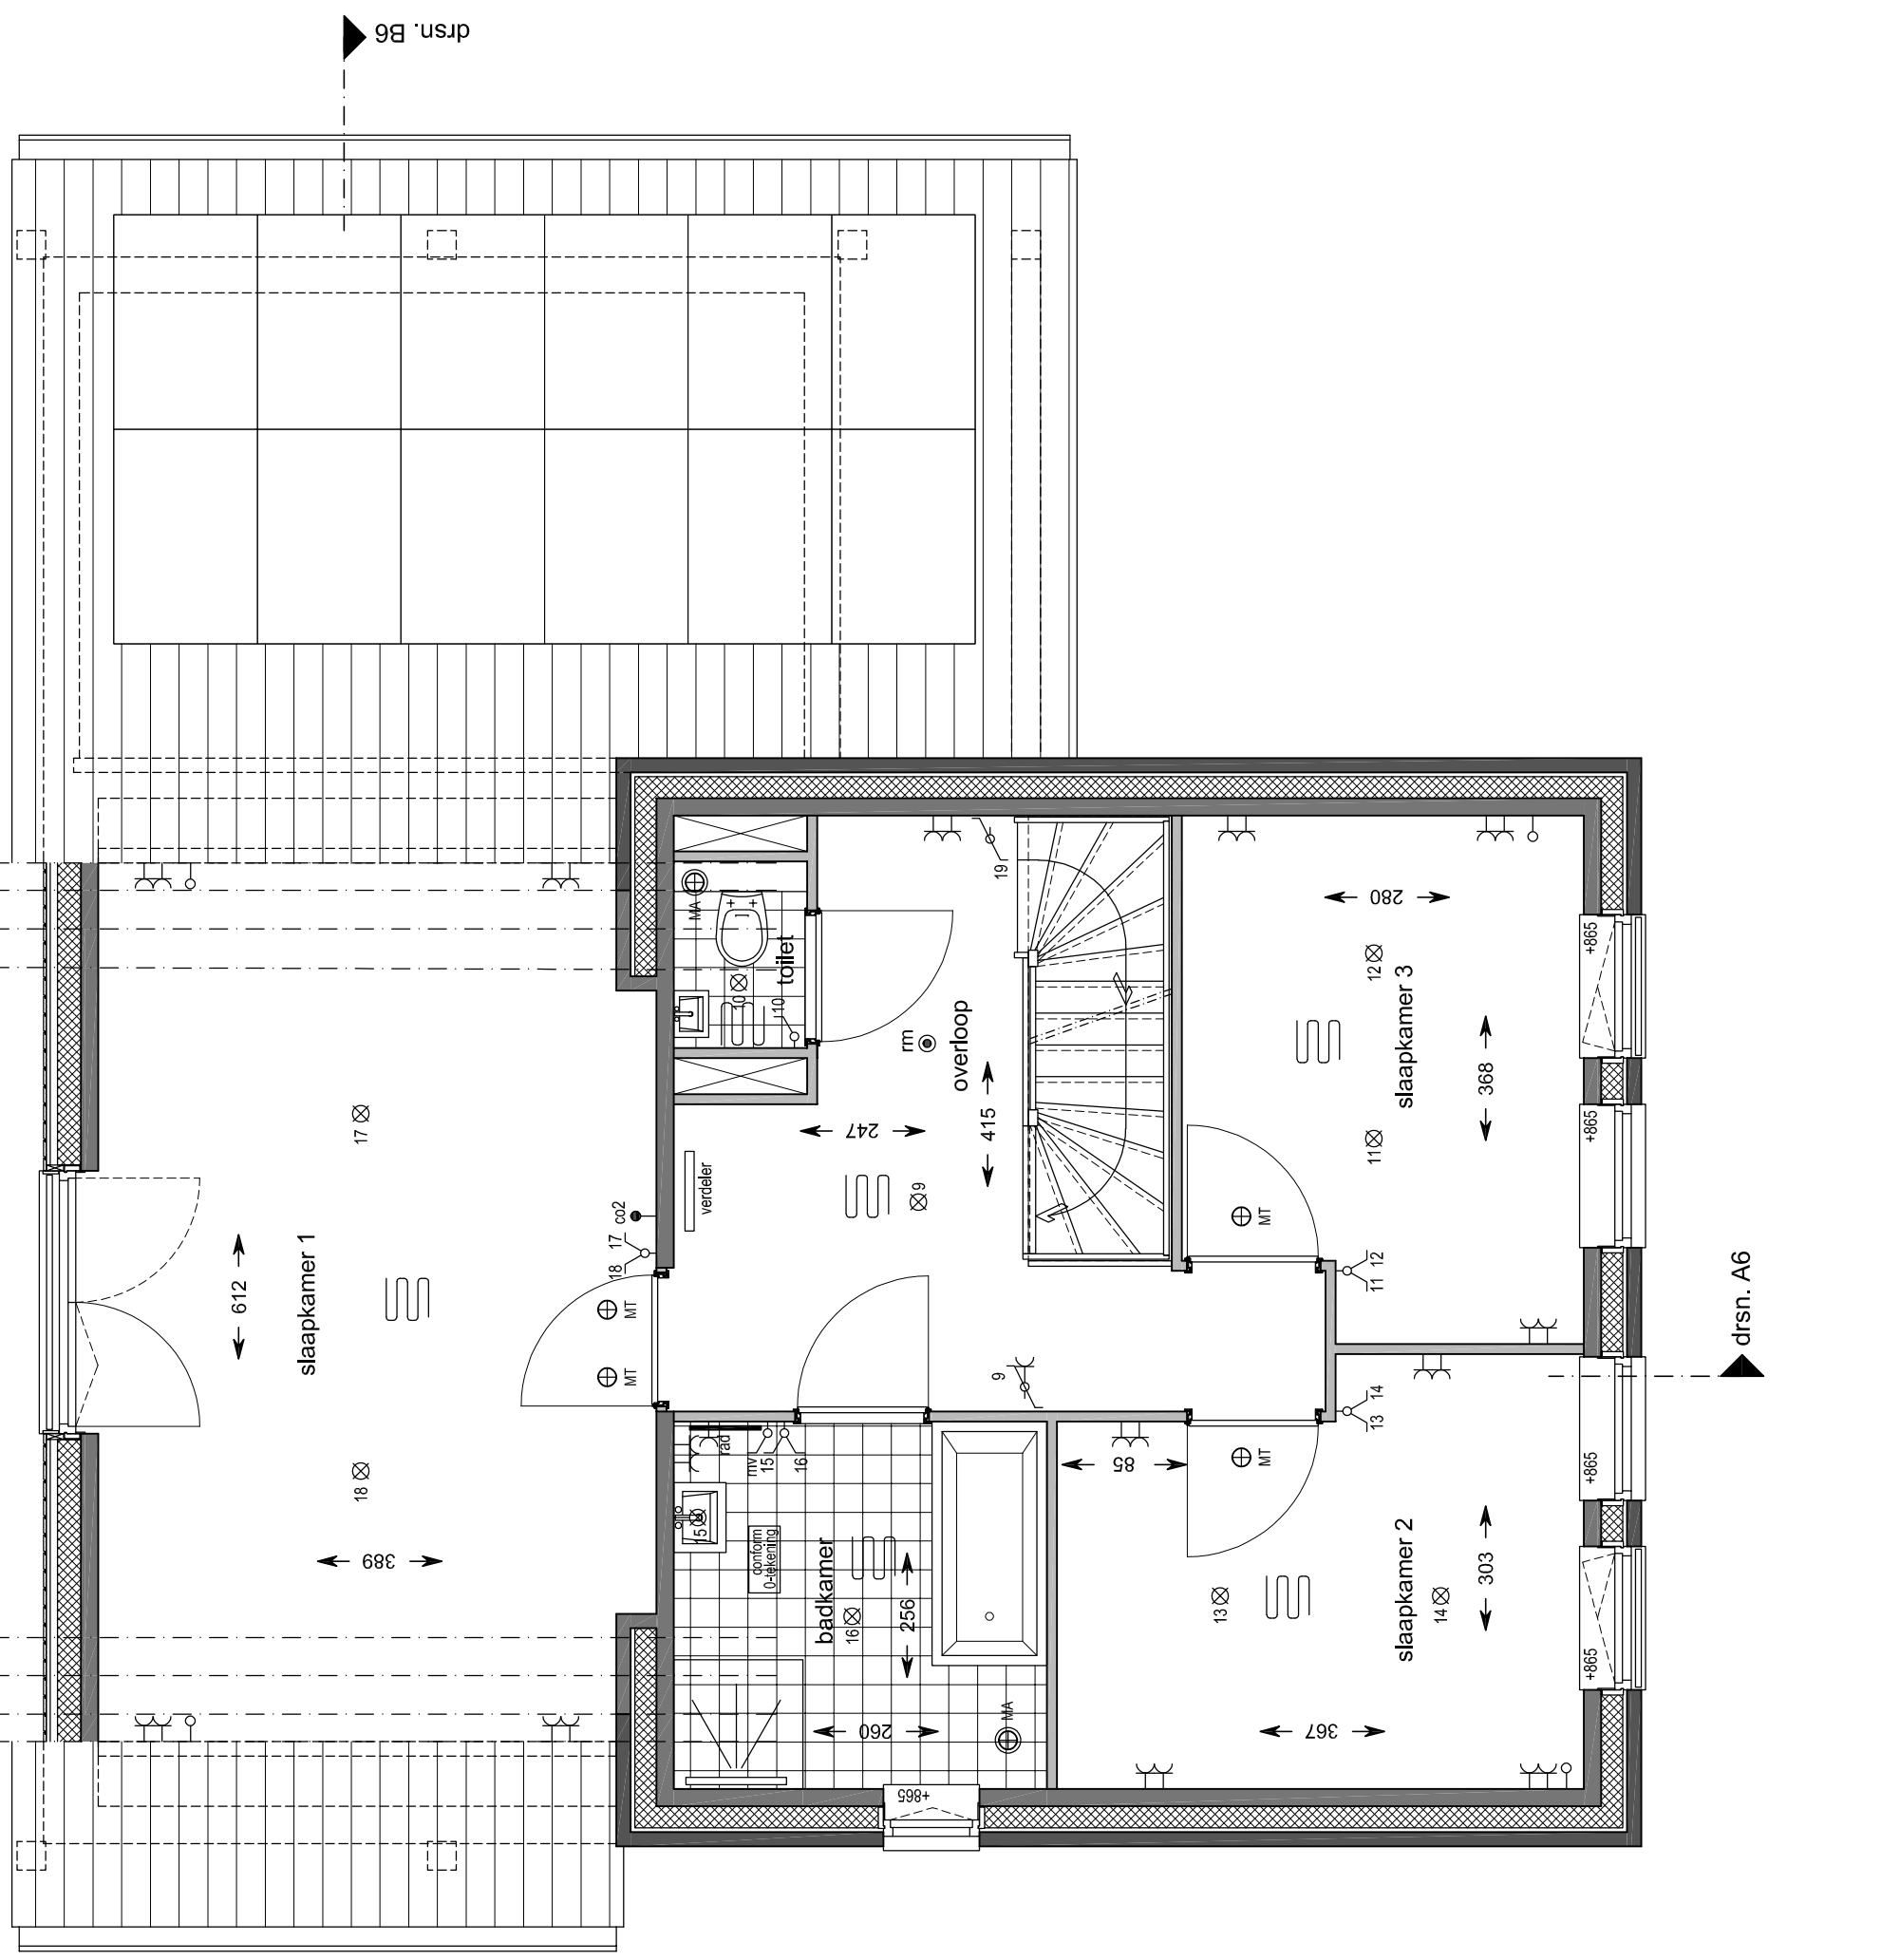 drsn. B6
slaapkamer 1
612
389
17
18
18
17
co2
MT
MT
toilet
MA
10
10
overloop
rm
415
247
verdeler
9
9
19
badkamer
256
260
16
15
15
16
mv
rad
conform
0-tekening
MA
+865
slaapkamer 3
280
368
12
11
MT
11
12
+865
+865
slaapkamer 2
85
303
367
13
14
MT
13
14
+865
+865
drsn. A6